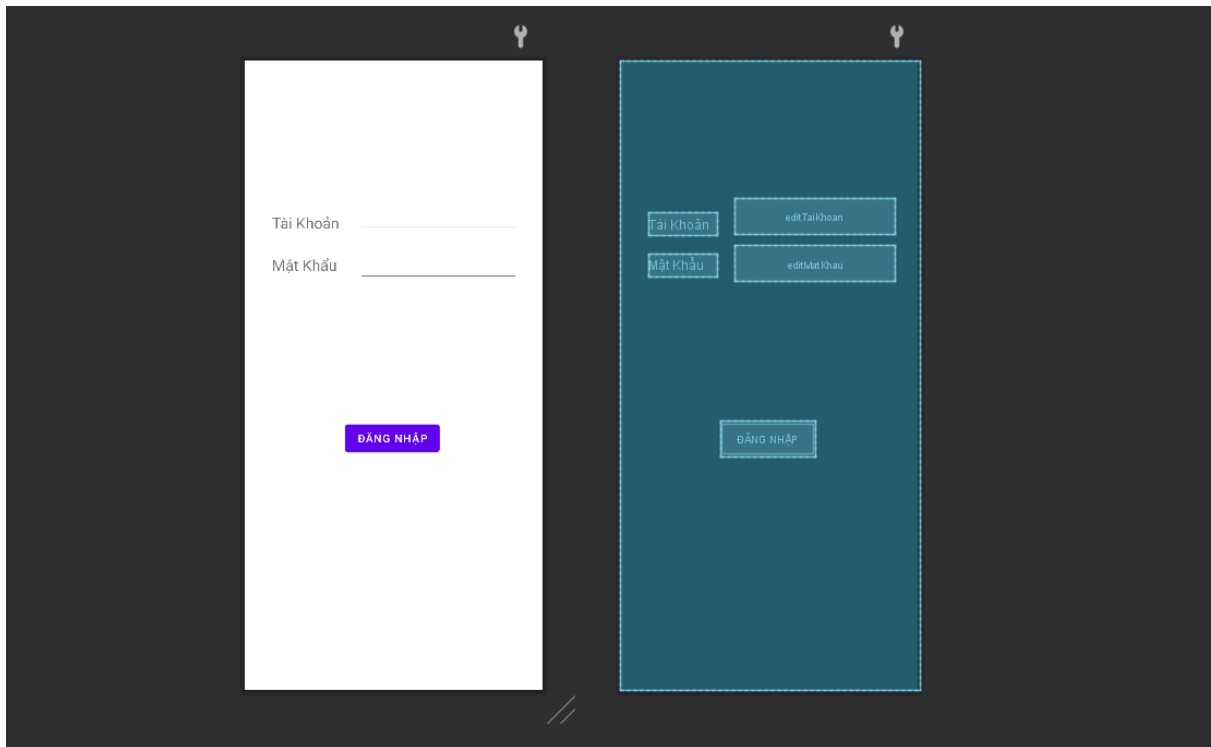 Tài Khoản
Mật Khẩu
ĐĂNG NHẬP
Tài Khoản
editTaiKhoan
Mật Khẩu
editMatKhau
ĐĂNG NHẬP